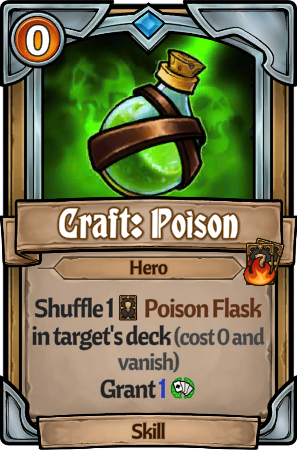 0
Craft: Poison
Hero
Shuffle 1 Poison Flask
in target's deck (cost 0 and
vanish)
Grant 1
Skill